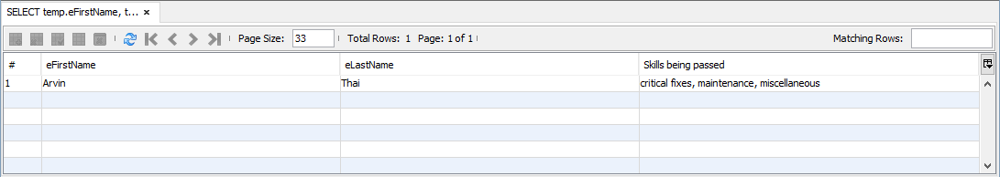 SELECT temp.eFirstName, t... ×
Page Size: 33 Total Rows: 1 Page: 1 of 1 Matching Rows:
# eFirstName eLastName Skills being passed
1 Arvin Thai critical fixes, maintenance, miscellaneous